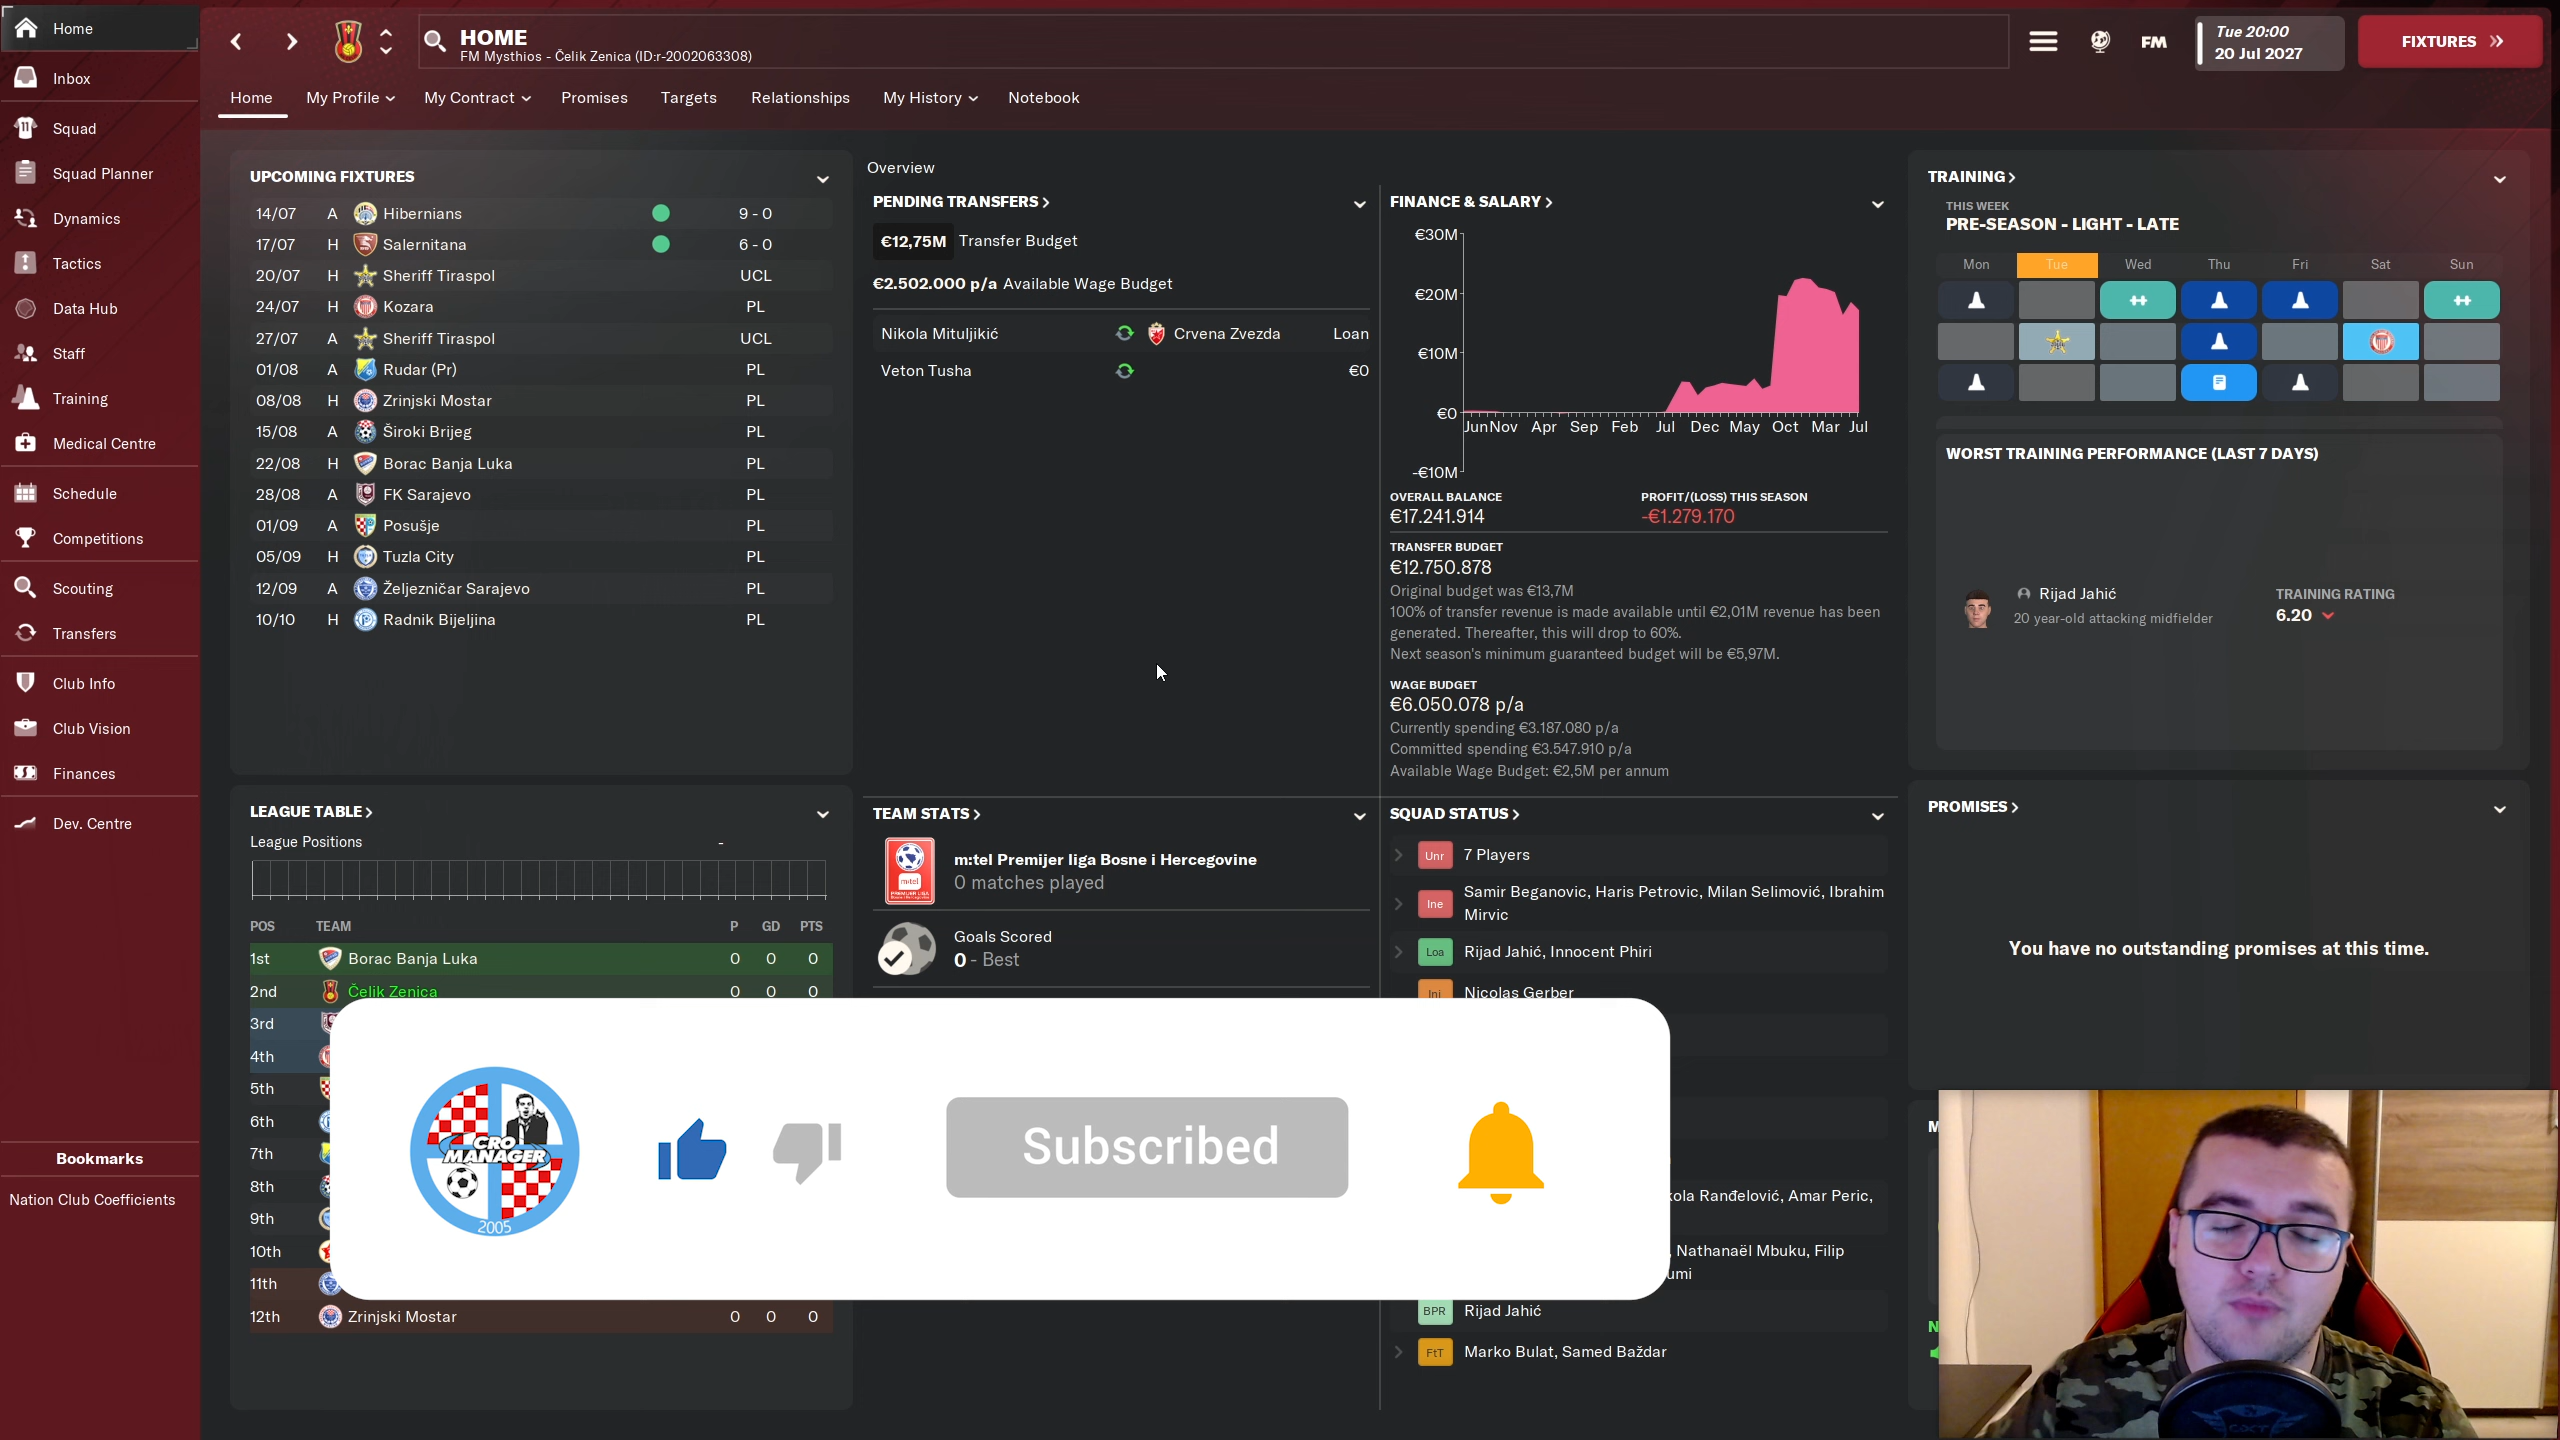 Home
Inbox
Squad
Squad Planner
Dynamics
Tactics
Data Hub
Staff
Training
Medical Centre
Schedule
Competitions
Scouting
Transfers
Club Info
Club Vision
Finances
Dev. Centre
Bookmarks
Nation Club Coefficients
HOME
FM Mysthios - Čelik Zenica (ID:r-2002063308)
FM
Tue 20:00
20 Jul 2027
FIXTURES
Home My Profile My Contract Promises Targets Relationships My History Notebook
UPCOMING FIXTURES
14/07 A Hibernians 9 - 0
17/07 H Salernitana 6 - 0
20/07 H Sheriff Tiraspol UCL
24/07 H Kozara PL
27/07 A Sheriff Tiraspol UCL
01/08 A Rudar (Pr) PL
08/08 H Zrinjski Mostar PL
15/08 A Široki Brijeg PL
22/08 H Borac Banja Luka PL
28/08 A FK Sarajevo PL
01/09 A Posušje PL
05/09 H Tuzla City PL
12/09 A Željezničar Sarajevo PL
10/10 H Radnik Bijeljina PL
Overview
PENDING TRANSFERS
€12,75M Transfer Budget
€2.502.000 p/a Available Wage Budget
Nikola Mituljikić Crvena Zvezda Loan
Veton Tusha €0
FINANCE & SALARY
€30M
€20M
€10M
€0
-€10M
Jun Nov Apr Sep Feb Jul Dec May Oct Mar Jul
OVERALL BALANCE PROFIT/(LOSS) THIS SEASON
€17.241.914 -€1.279.170
TRANSFER BUDGET
€12.750.878
Original budget was €13,7M
100% of transfer revenue is made available until €2,01M revenue has been
generated. Thereafter, this will drop to 60%.
Next season's minimum guaranteed budget will be €5,97M.
WAGE BUDGET
€6.050.078 p/a
Currently spending €3.187.080 p/a
Committed spending €3.547.910 p/a
Available Wage Budget: €2,5M per annum
TRAINING
THIS WEEK
PRE-SEASON - LIGHT - LATE
Mon Tue Wed Thu Fri Sat Sun
WORST TRAINING PERFORMANCE (LAST 7 DAYS)
Rijad Jahić
20 year-old attacking midfielder
TRAINING RATING
6.20
LEAGUE TABLE
League Positions -
POS TEAM P GD PTS
1st Borac Banja Luka 0 0 0
2nd Čelik Zenica 0 0 0
3rd
4th
5th
6th
7th
8th
9th
10th
11th
12th Zrinjski Mostar 0 0 0
TEAM STATS
m:tel Premijer liga Bosne i Hercegovine
0 matches played
Goals Scored
0 - Best
SQUAD STATUS
Unr 7 Players
Ine Samir Beganovic, Haris Petrovic, Milan Selimović, Ibrahim
Mirvic
Loa Rijad Jahić, Innocent Phiri
Inj Nicolas Gerber
kola Ranđelović, Amar Peric,
, Nathanaël Mbuku, Filip
umi
BPR Rijad Jahić
FtT Marko Bulat, Samed Baždar
PROMISES
You have no outstanding promises at this time.
CRO
MANAGER
2005
Subscribed